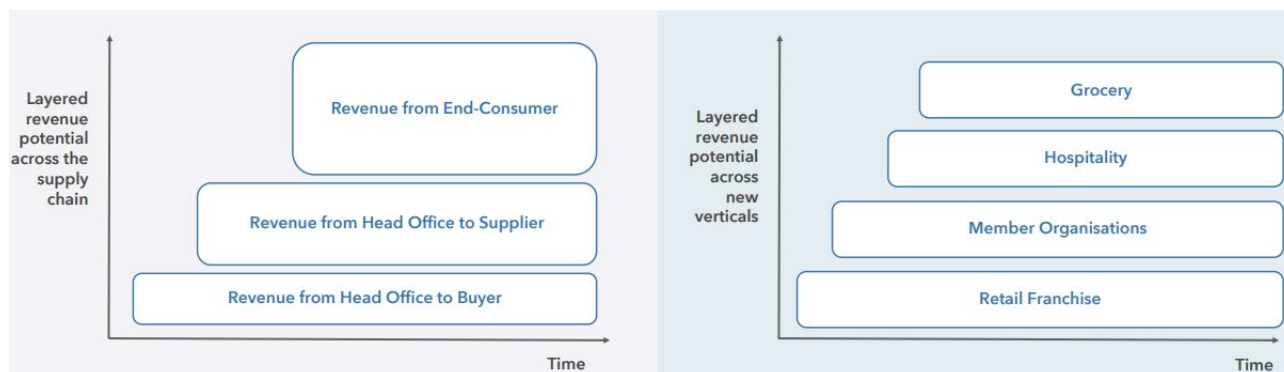 Layered
revenue
potential
across the
supply
chain
Revenue from End-Consumer
Revenue from Head Office to Supplier
Revenue from Head Office to Buyer
Time
Layered
revenue
potential
across
new
verticals
Grocery
Hospitality
Member Organisations
Retail Franchise
Time